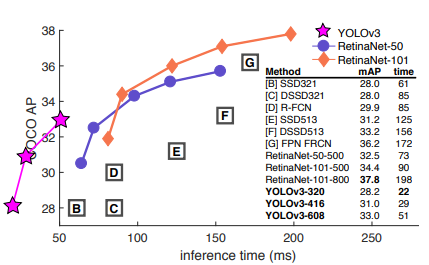 38
36
34
32
30
28
COCO AP
50
100
150
200
250
inference time (ms)
B
C
D
E
F
G
YOLOv3
RetinaNet-50
RetinaNet-101
Method mAP time
[B] SSD321 28.0 61
[C] DSSD321 28.0 85
[D] R-FCN 29.9 85
[E] SSD513 31.2 125
[F] DSSD513 33.2 156
[G] FPN FRCN 36.2 172
RetinaNet-50-500 32.5 73
RetinaNet-101-500 34.4 90
RetinaNet-101-800 37.8 198
YOLOv3-320 28.2 22
YOLOv3-416 31.0 29
YOLOv3-608 33.0 51